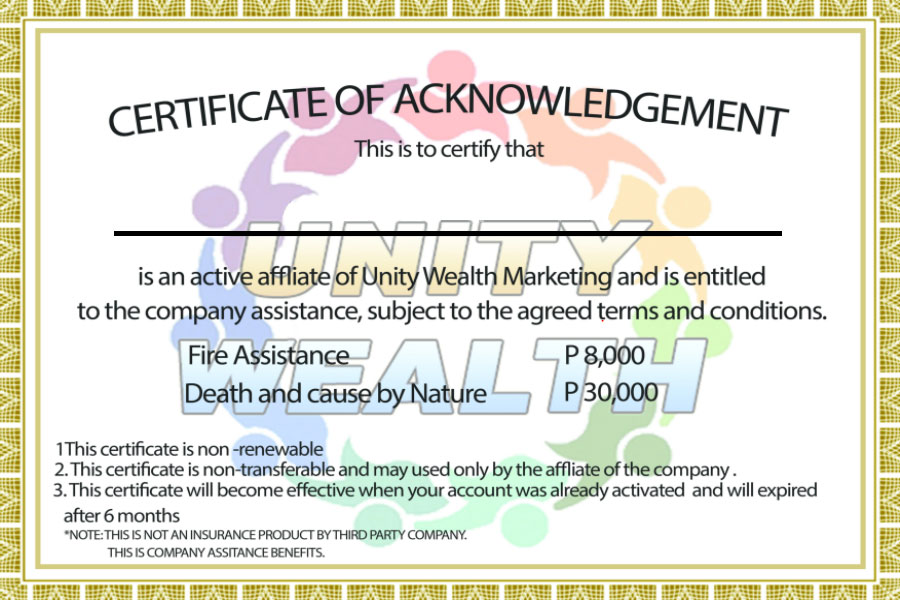 CERTIFICATE OF ACKNOWLEDGEMENT
This is to certify that
UNITY
is an active affliate of Unity Wealth Marketing and is entitled
to the company assistance, subject to the agreed terms and conditions.
WEALTH
Fire Assistance P 8,000
Death and cause by Nature P 30,000
1 This certificate is non -renewable
2. This certificate is non-transferable and may used only by the affliate of the company .
3. This certificate will become effective when your account was already activated and will expired
after 6 months
*NOTE: THIS IS NOT AN INSURANCE PRODUCT BY THIRD PARTY COMPANY.
THIS IS COMPANY ASSITANCE BENEFITS.